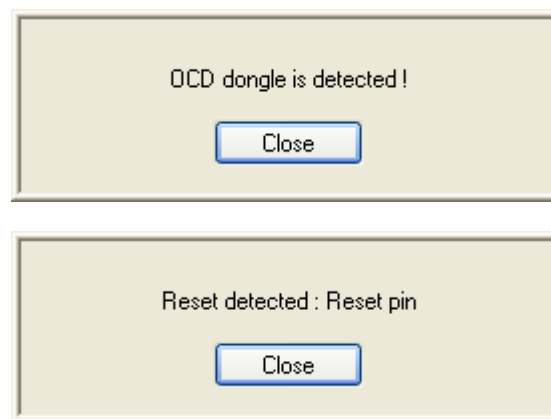 OCD dongle is detected !
Close
Reset detected : Reset pin
Close